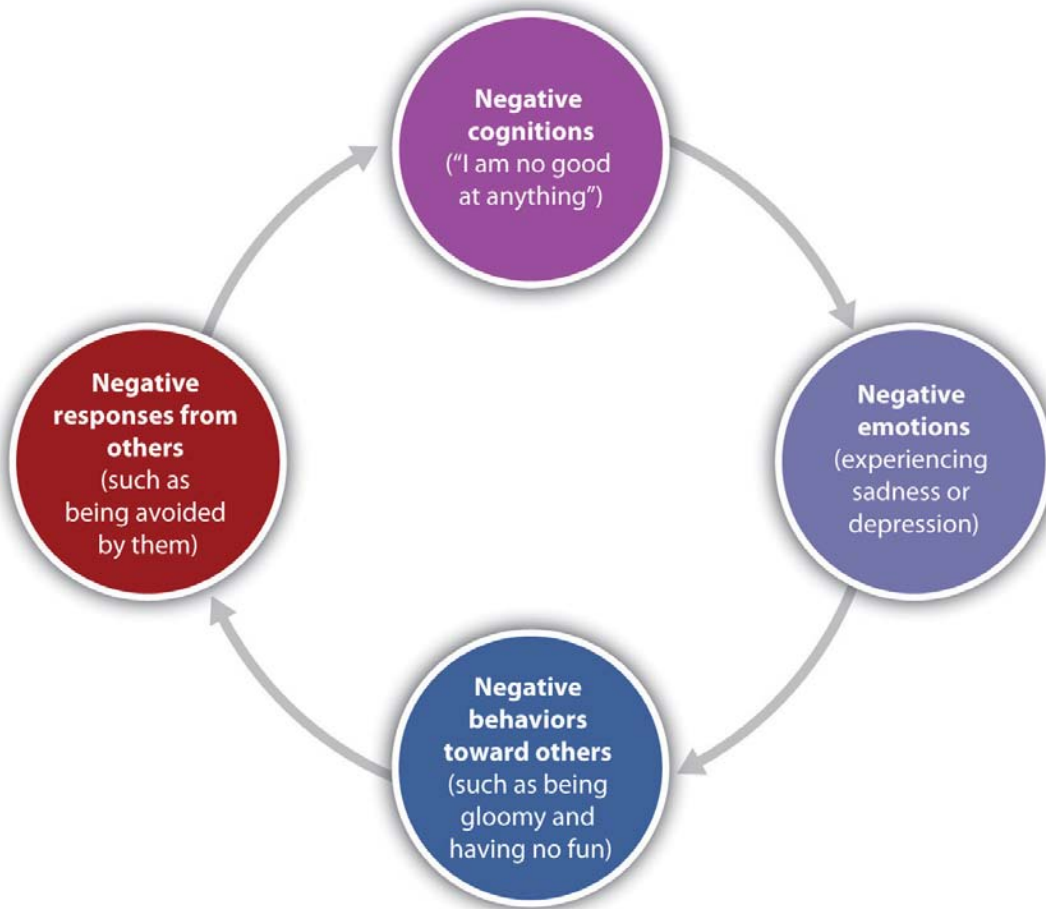 Negative
cognitions
(“I am no good
at anything”)
Negative
emotions
(experiencing
sadness or
depression)
Negative
behaviors
toward others
(such as being
gloomy and
having no fun)
Negative
responses from
others
(such as
being avoided
by them)